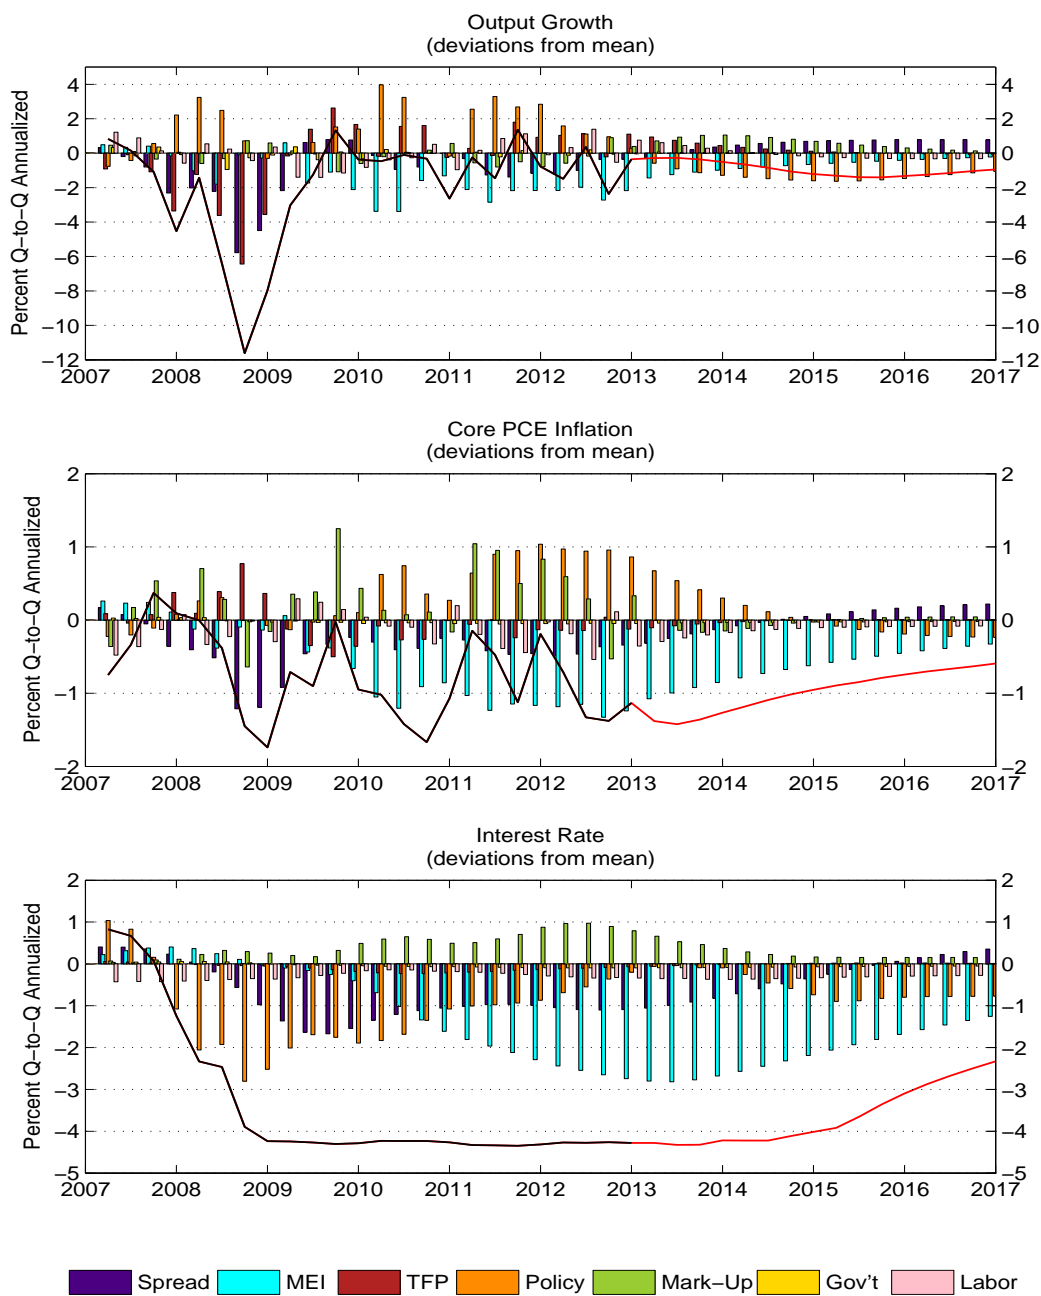 Output Growth
(deviations from mean)
Percent Q−to−Q Annualized
4 4
2 2
0 0
−2 −2
−4 −4
−6 −6
−8 −8
−10 −10
−12 −12
2007 2008 2009 2010 2011 2012 2013 2014 2015 2016 2017
Core PCE Inflation
(deviations from mean)
Percent Q−to−Q Annualized
2 2
1 1
0 0
−1 −1
−2 −2
2007 2008 2009 2010 2011 2012 2013 2014 2015 2016 2017
Interest Rate
(deviations from mean)
Percent Q−to−Q Annualized
2 2
1 1
0 0
−1 −1
−2 −2
−3 −3
−4 −4
−5 −5
2007 2008 2009 2010 2011 2012 2013 2014 2015 2016 2017
Spread MEI TFP Policy Mark−Up Gov't Labor